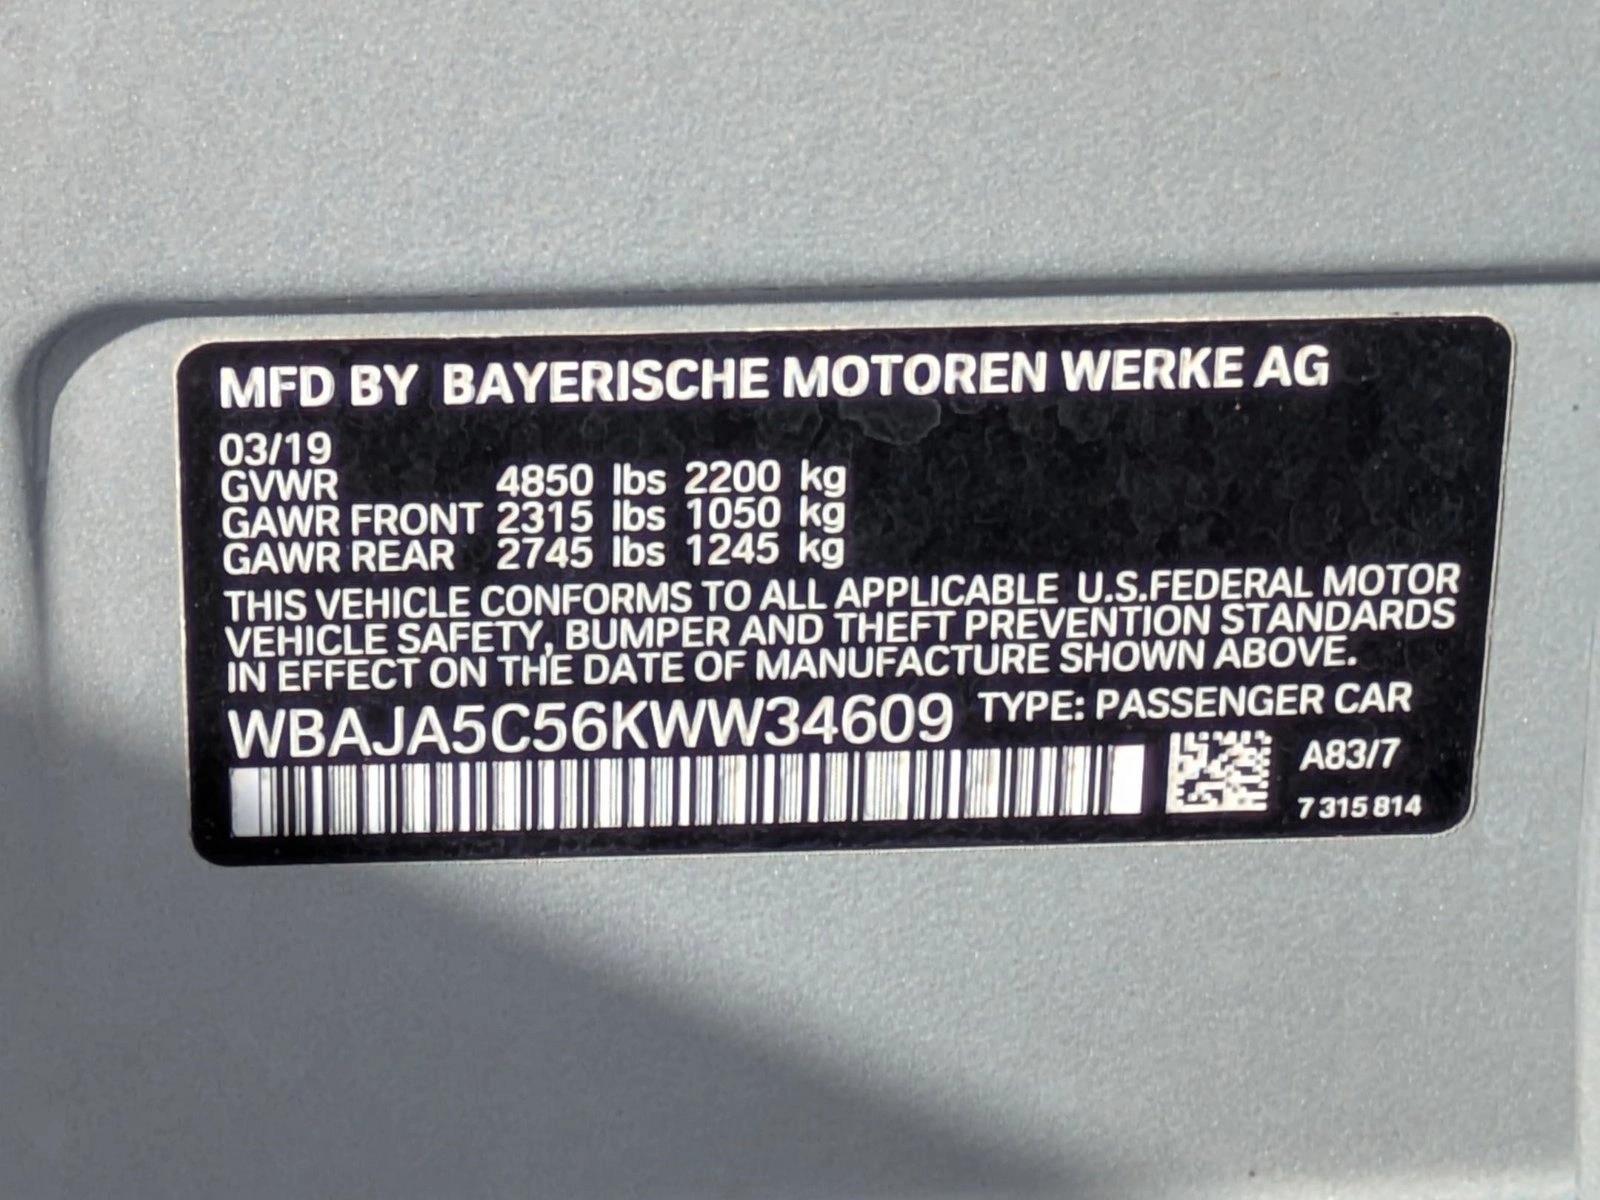 MFD BY BAYERISCHE MOTOREN WERKE AG
03/19
GVWR 4850 lbs 2200 kg
GAWR FRONT 2315 lbs 1050 kg
GAWR REAR 2745 lbs 1245 kg
THIS VEHICLE CONFORMS TO ALL APPLICABLE U.S.FEDERAL MOTOR
VEHICLE SAFETY, BUMPER AND THEFT PREVENTION STANDARDS
IN EFFECT ON THE DATE OF MANUFACTURE SHOWN ABOVE.
WBAJA5C56KWW34609 TYPE: PASSENGER CAR
A83/7
7 315 814